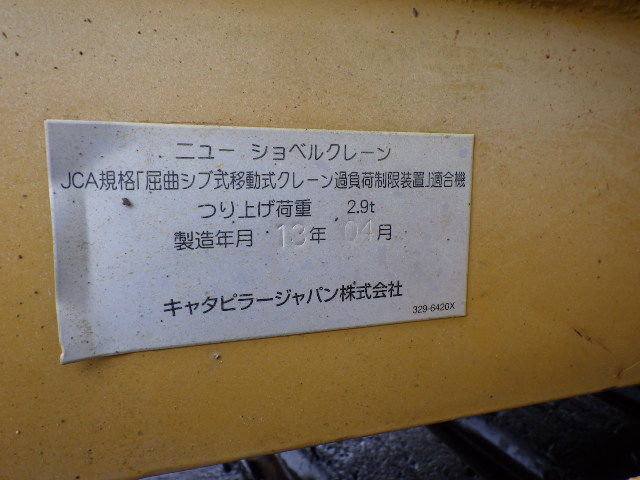 ニュー ショベルクレーン
JCA規格「屈曲ジブ式移動式クレーン過負荷制限装置」適合機
つり上げ荷重 2.9t
製造年月 13年 04月
キャタピラージャパン株式会社
329-6420X